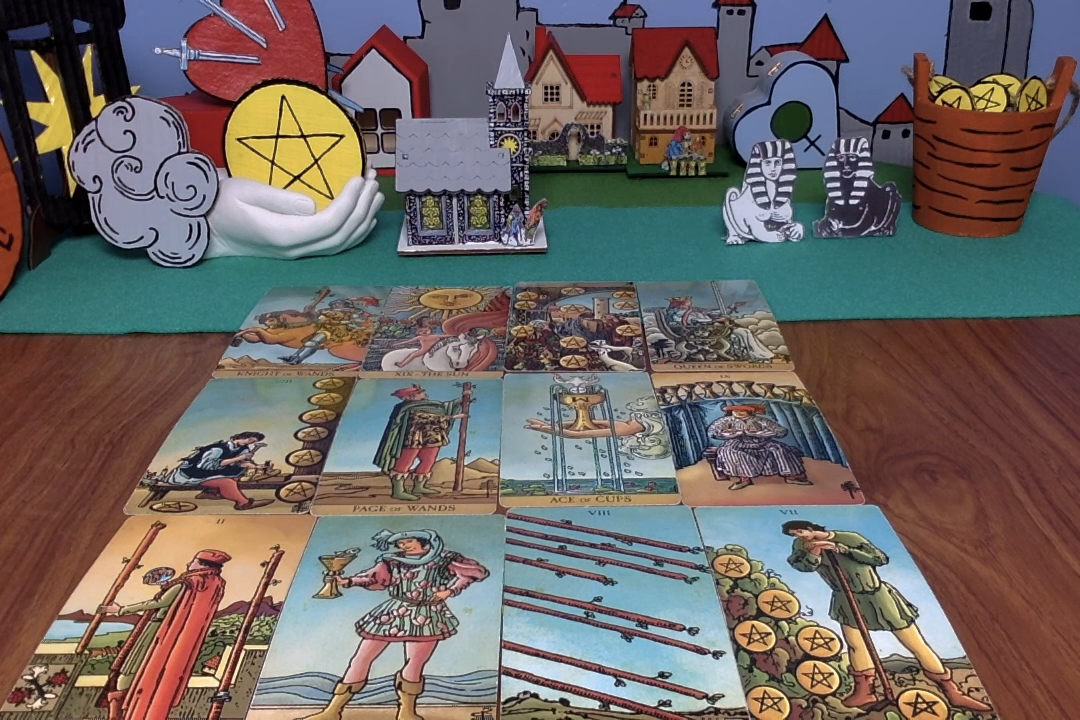 KNIGHT OF WANDS
XIX · THE SUN
QUEEN OF SWORDS
VIII
IX
PAGE OF WANDS
ACE OF CUPS
II
VIII
VII